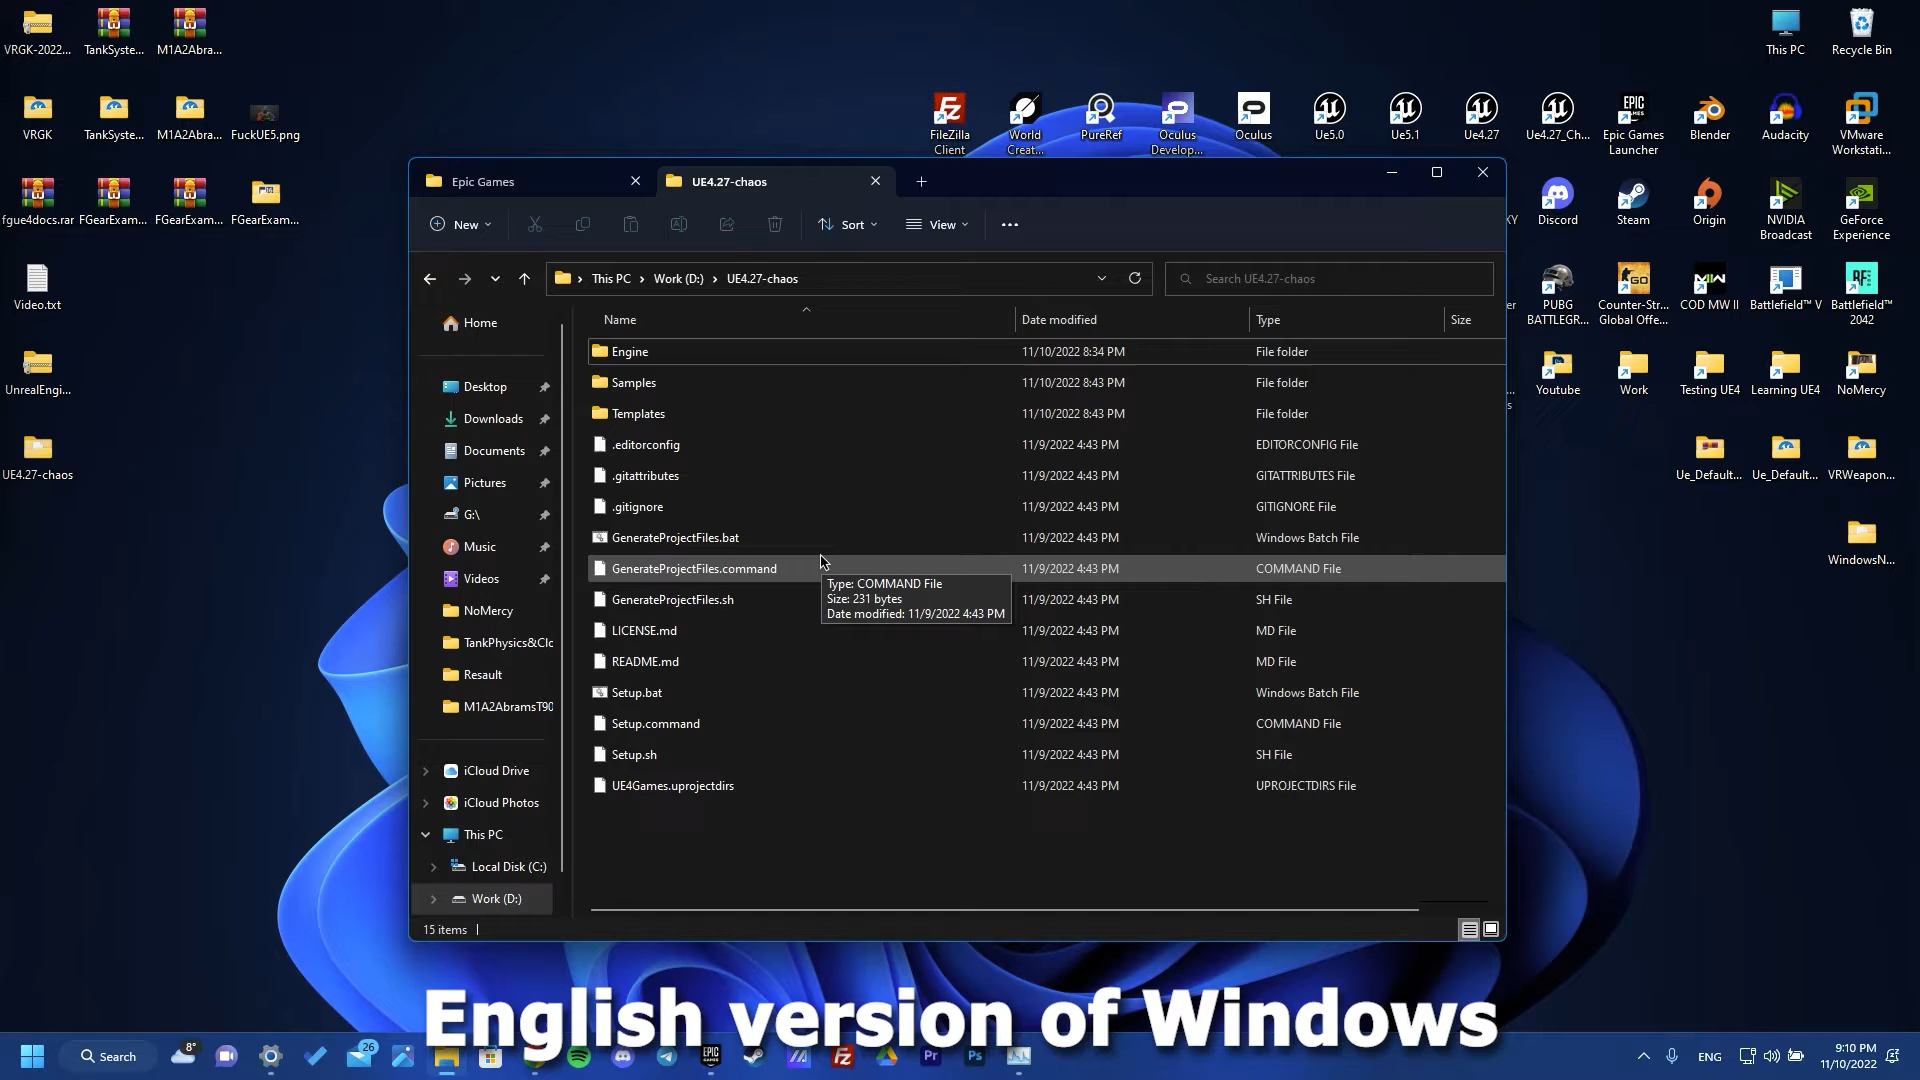 VRGK-2022...
TankSyste...
M1A2Abra...
This PC
Recycle Bin
VRGK
TankSyste...
M1A2Abra...
FuckUE5.png
FileZilla
Client
World
Creat...
PureRef
Oculus
Develop...
Oculus
Ue5.0
Ue5.1
Ue4.27
Ue4.27_Ch...
EPIC
GAMES
Epic Games
Launcher
Blender
Audacity
VMware
Workstati...
fgue4docs.rar
FGearExam...
FGearExam...
FGearExam...
XY
Discord
Steam
Origin
NVIDIA
Broadcast
GeForce
Experience
Video.txt
er
PUBG
BATTLEGR...
Counter-Str...
Global Offe...
COD MW II
Battlefield™ V
Battlefield™
2042
UnrealEngi...
...
s
Youtube
Work
Testing UE4
Learning UE4
NoMercy
UE4.27-chaos
Ue_Default...
Ue_Default...
VRWeapon...
WindowsN...
Epic Games
UE4.27-chaos
New
Sort
View
This PC
Work (D:)
UE4.27-chaos
Search UE4.27-chaos
Home
Desktop
Downloads
Documents
Pictures
G:\
Music
Videos
NoMercy
TankPhysics&Clc
Resault
M1A2AbramsT90
iCloud Drive
iCloud Photos
This PC
Local Disk (C:)
Work (D:)
Name
Date modified
Type
Size
Engine 11/10/2022 8:34 PM File folder
Samples 11/10/2022 8:43 PM File folder
Templates 11/10/2022 8:43 PM File folder
.editorconfig 11/9/2022 4:43 PM EDITORCONFIG File
.gitattributes 11/9/2022 4:43 PM GITATTRIBUTES File
.gitignore 11/9/2022 4:43 PM GITIGNORE File
GenerateProjectFiles.bat 11/9/2022 4:43 PM Windows Batch File
GenerateProjectFiles.command 11/9/2022 4:43 PM COMMAND File
GenerateProjectFiles.sh 11/9/2022 4:43 PM SH File
LICENSE.md 11/9/2022 4:43 PM MD File
README.md 11/9/2022 4:43 PM MD File
Setup.bat 11/9/2022 4:43 PM Windows Batch File
Setup.command 11/9/2022 4:43 PM COMMAND File
Setup.sh 11/9/2022 4:43 PM SH File
UE4Games.uprojectdirs 11/9/2022 4:43 PM UPROJECTDIRS File
Type: COMMAND File
Size: 231 bytes
Date modified: 11/9/2022 4:43 PM
15 items
English version of Windows
Search
8°
26
EPIC
GAMES
Pr
Ps
ENG
9:10 PM
11/10/2022